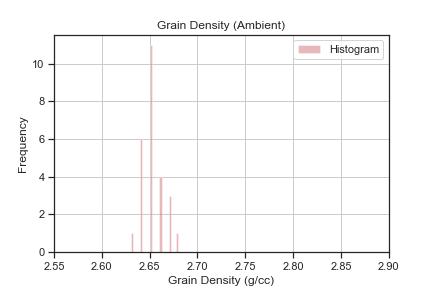 Grain Density (Ambient)
Histogram
Frequency
10
8
6
4
2
0
2.55 2.60 2.65 2.70 2.75 2.80 2.85 2.90
Grain Density (g/cc)